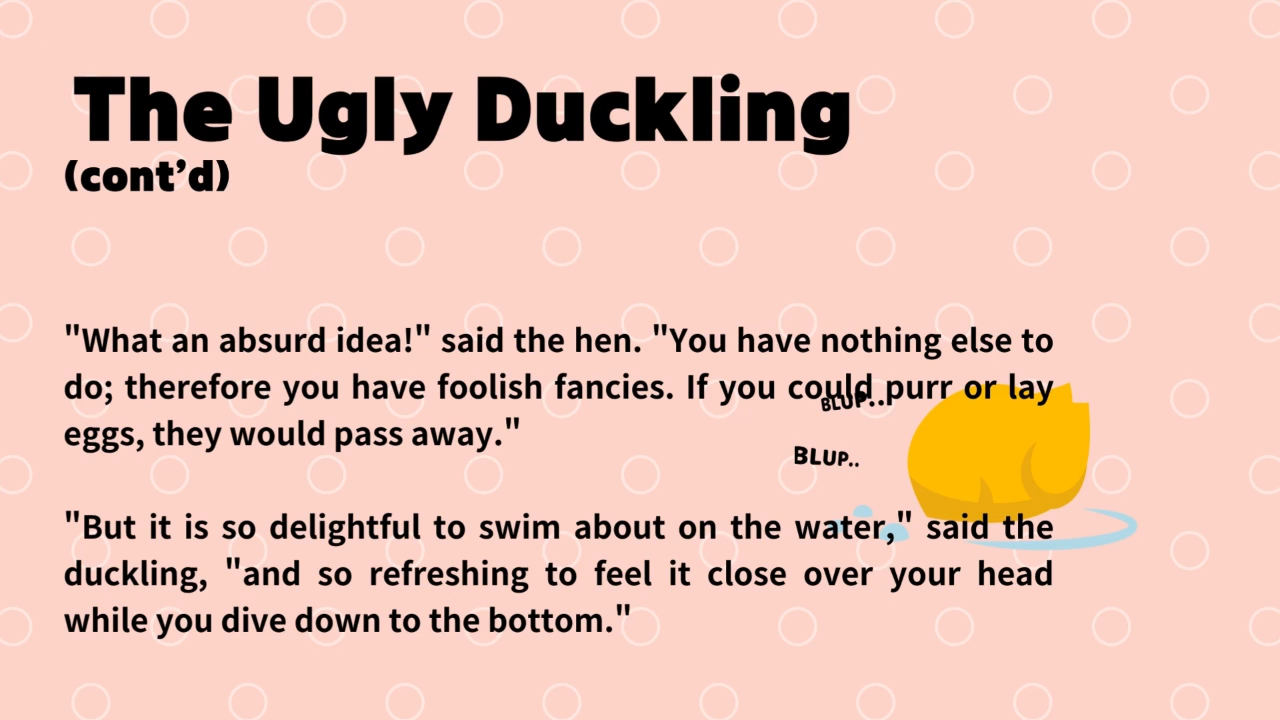 The Ugly Duckling
(cont'd)
"What an absurd idea!" said the hen. "You have nothing else to
do; therefore you have foolish fancies. If you could purr or lay
eggs, they would pass away."
BLUP..
BLUP..
"But it is so delightful to swim about on the water," said the
duckling, "and so refreshing to feel it close over your head
while you dive down to the bottom."